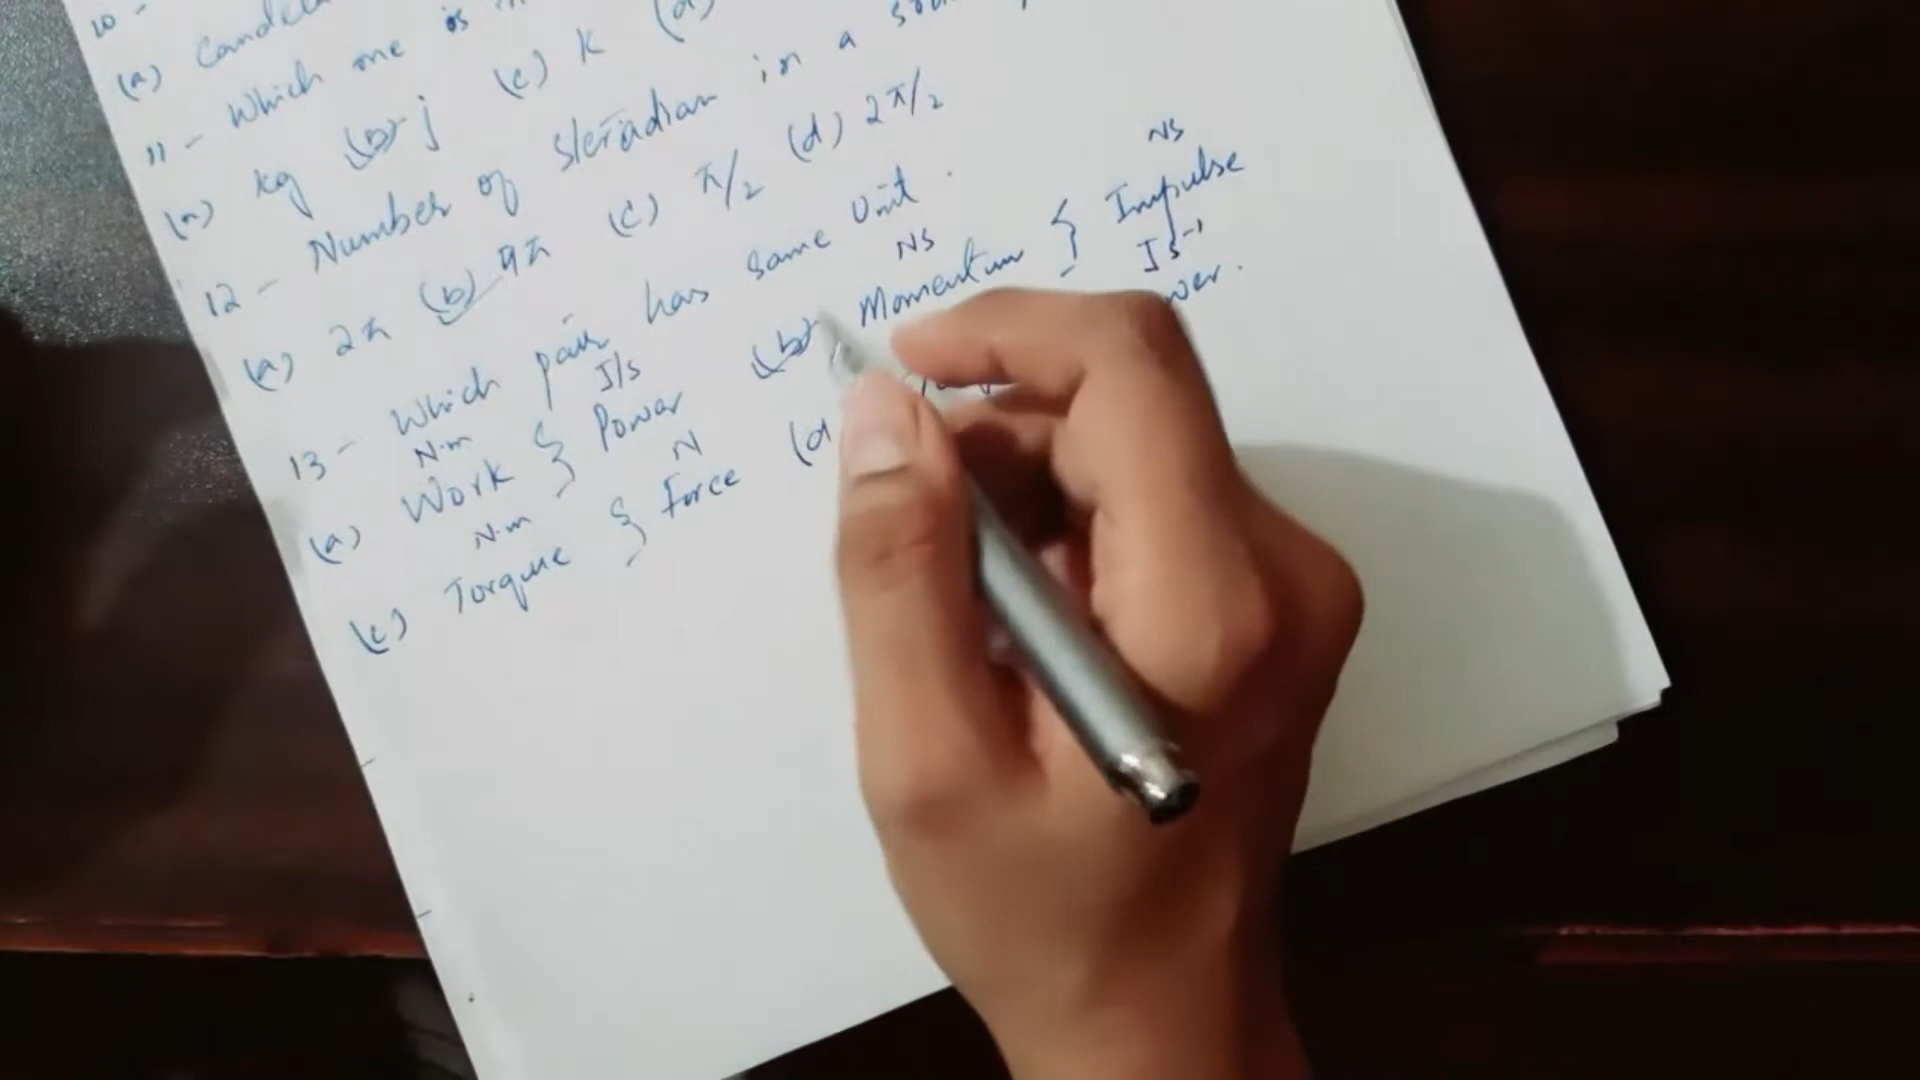 10 -
(a) Candela
11 - Which one is
(a) kg (b) j (c) K (d)
12 - Number of steradian in a
(a) 2π (b) 4π (c) π/2 (d) 2π/2
13 - Which pair has same Unit.
N.m J/s NS NS
(a) Work } Power (b) Momentum } Impulse
N.m N Js⁻¹
(c) Torque } Force (d